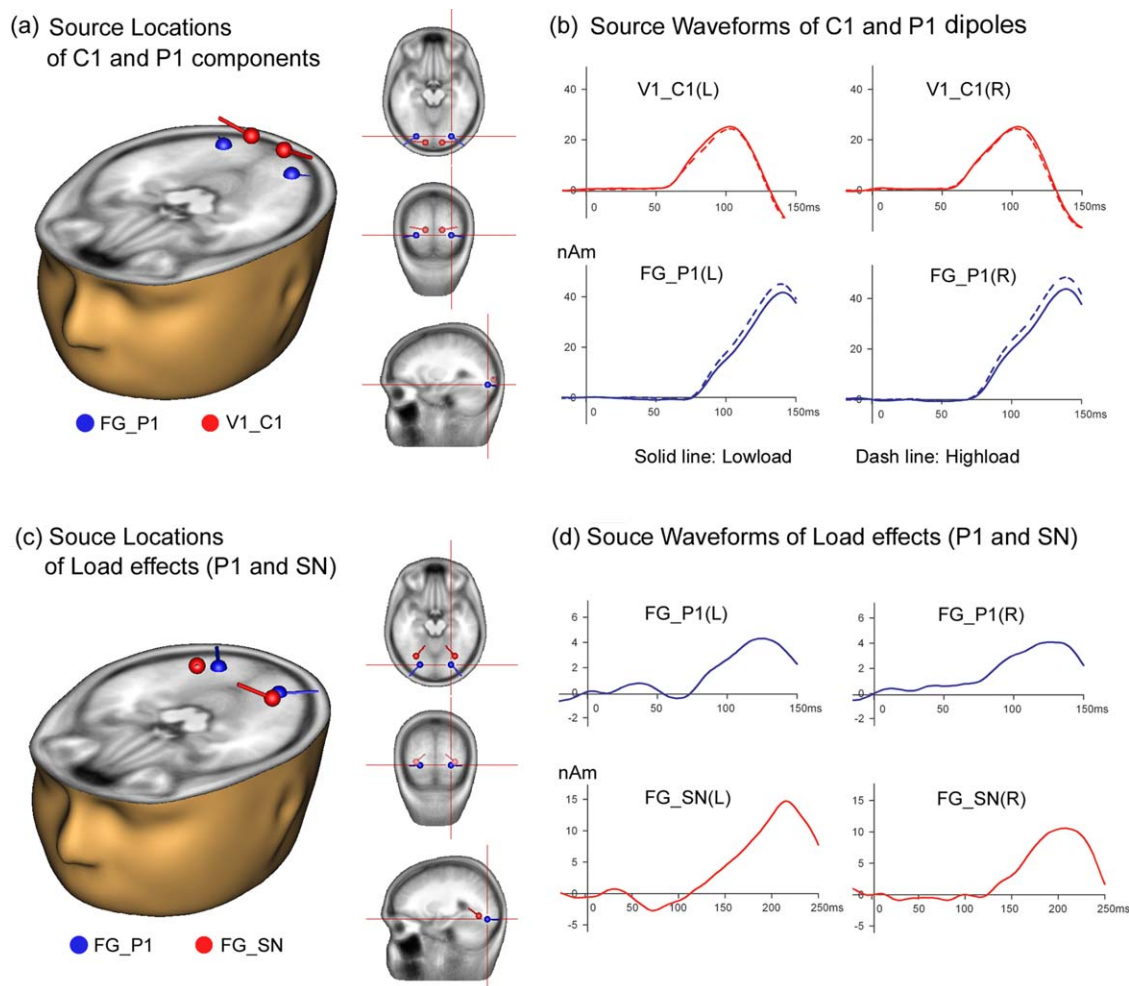 (a) Source Locations
of C1 and P1 components
FG_P1 V1_C1
(b) Source Waveforms of C1 and P1 dipoles
V1_C1(L)
40
20
0
0 50 100 150ms
V1_C1(R)
40
20
0
0 50 100 150ms
nAm
FG_P1(L)
40
20
0
0 50 100 150ms
FG_P1(R)
40
20
0
0 50 100 150ms
Solid line: Lowload Dash line: Highload
(c) Souce Locations
of Load effects (P1 and SN)
FG_P1 FG_SN
(d) Souce Waveforms of Load effects (P1 and SN)
FG_P1(L)
6
4
2
0
-2
0 50 100 150ms
FG_P1(R)
6
4
2
0
-2
0 50 100 150ms
nAm
FG_SN(L)
15
10
5
0
-5
0 50 100 150 200 250ms
FG_SN(R)
15
10
5
0
-5
0 50 100 150 200 250ms